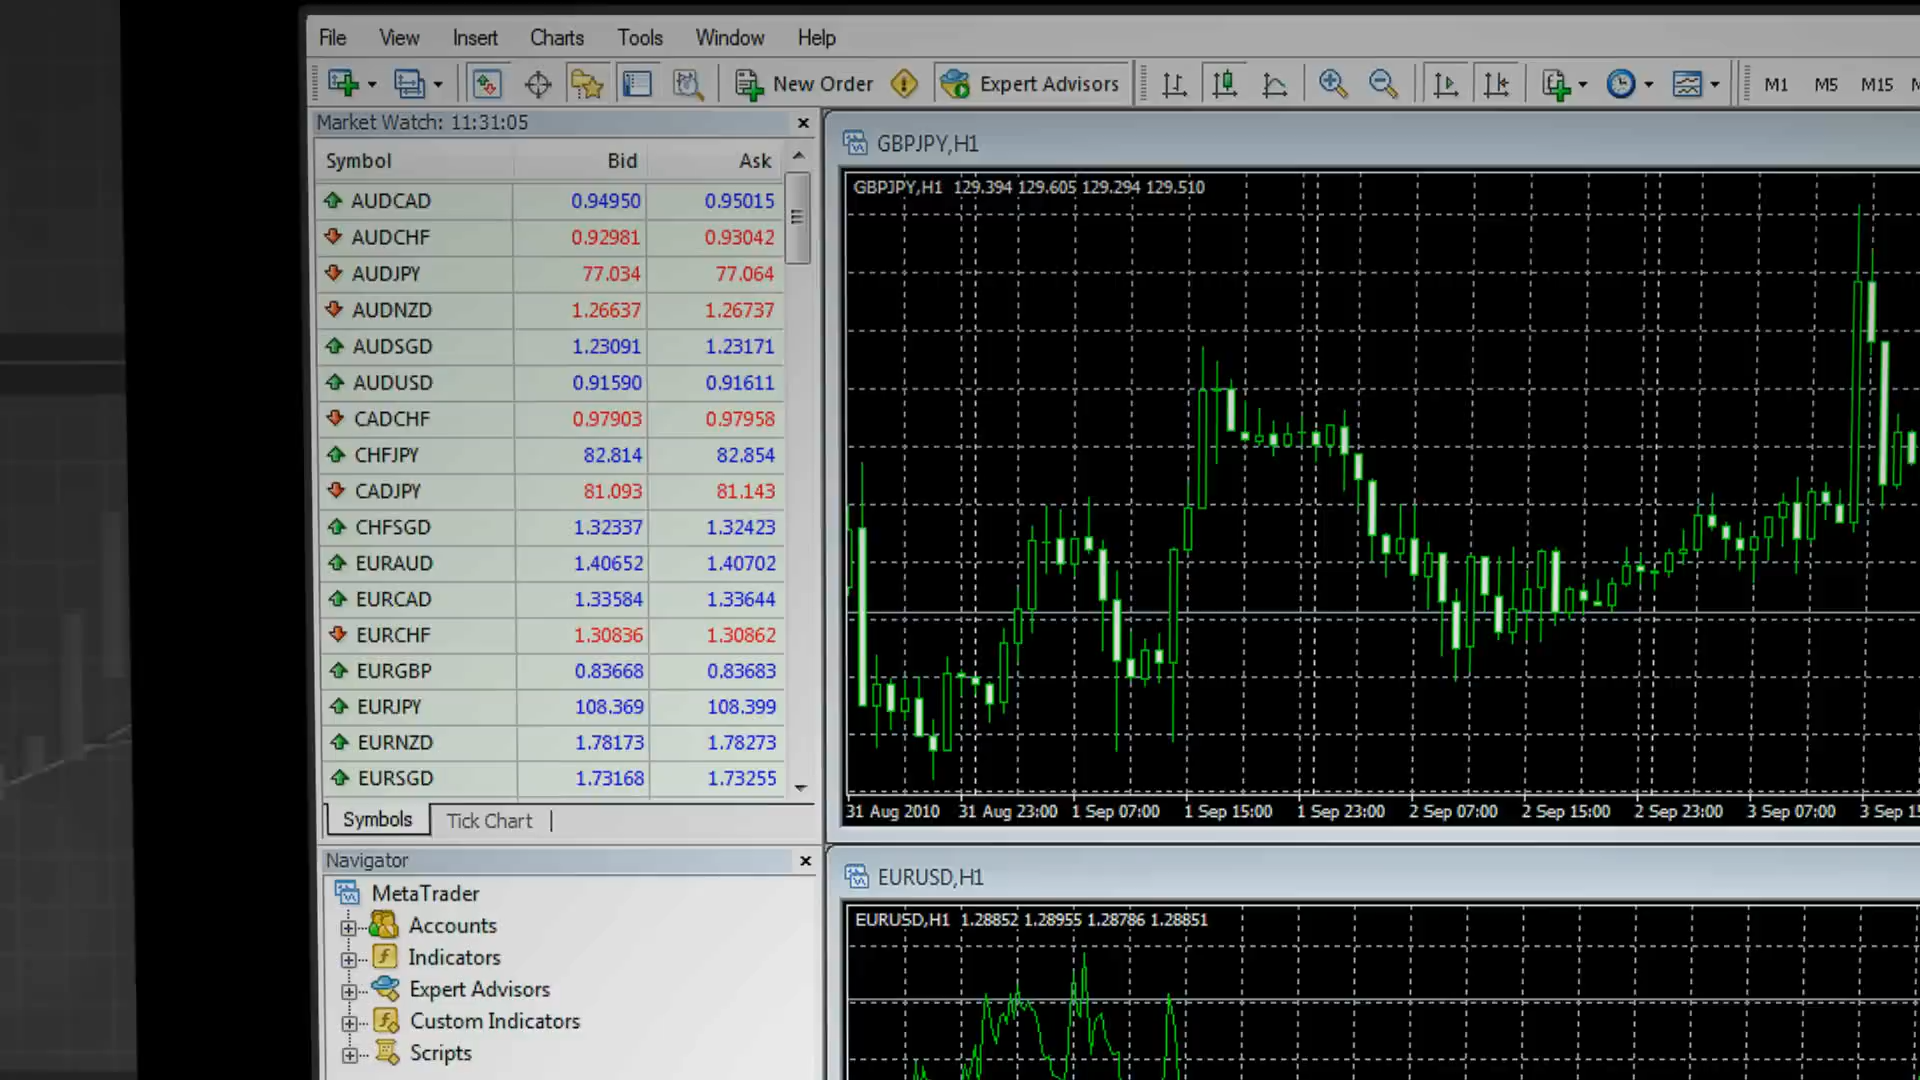 File View Insert Charts Tools Window Help
New Order Expert Advisors M1 M5 M15
Market Watch: 11:31:05
Symbol Bid Ask
AUDCAD 0.94950 0.95015
AUDCHF 0.92981 0.93042
AUDJPY 77.034 77.064
AUDNZD 1.26637 1.26737
AUDSGD 1.23091 1.23171
AUDUSD 0.91590 0.91611
CADCHF 0.97903 0.97958
CHFJPY 82.814 82.854
CADJPY 81.093 81.143
CHFSGD 1.32337 1.32423
EURAUD 1.40652 1.40702
EURCAD 1.33584 1.33644
EURCHF 1.30836 1.30862
EURGBP 0.83668 0.83683
EURJPY 108.369 108.399
EURNZD 1.78173 1.78273
EURSGD 1.73168 1.73255
Symbols Tick Chart
Navigator
MetaTrader
Accounts
Indicators
Expert Advisors
Custom Indicators
Scripts
GBPJPY,H1
GBPJPY,H1 129.394 129.605 129.294 129.510
31 Aug 2010 31 Aug 23:00 1 Sep 07:00 1 Sep 15:00 1 Sep 23:00 2 Sep 07:00 2 Sep 15:00 2 Sep 23:00 3 Sep 07:00 3 Sep
EURUSD,H1
EURUSD,H1 1.28852 1.28955 1.28786 1.28851